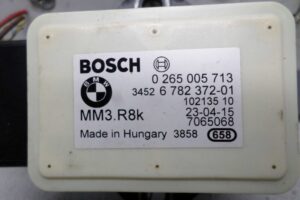 BOSCH
0 265 005 713
BMW
3452 6 782 372-01
102135 10
MM3.R8k 23-04-15
7065068
Made in Hungary 3858 658